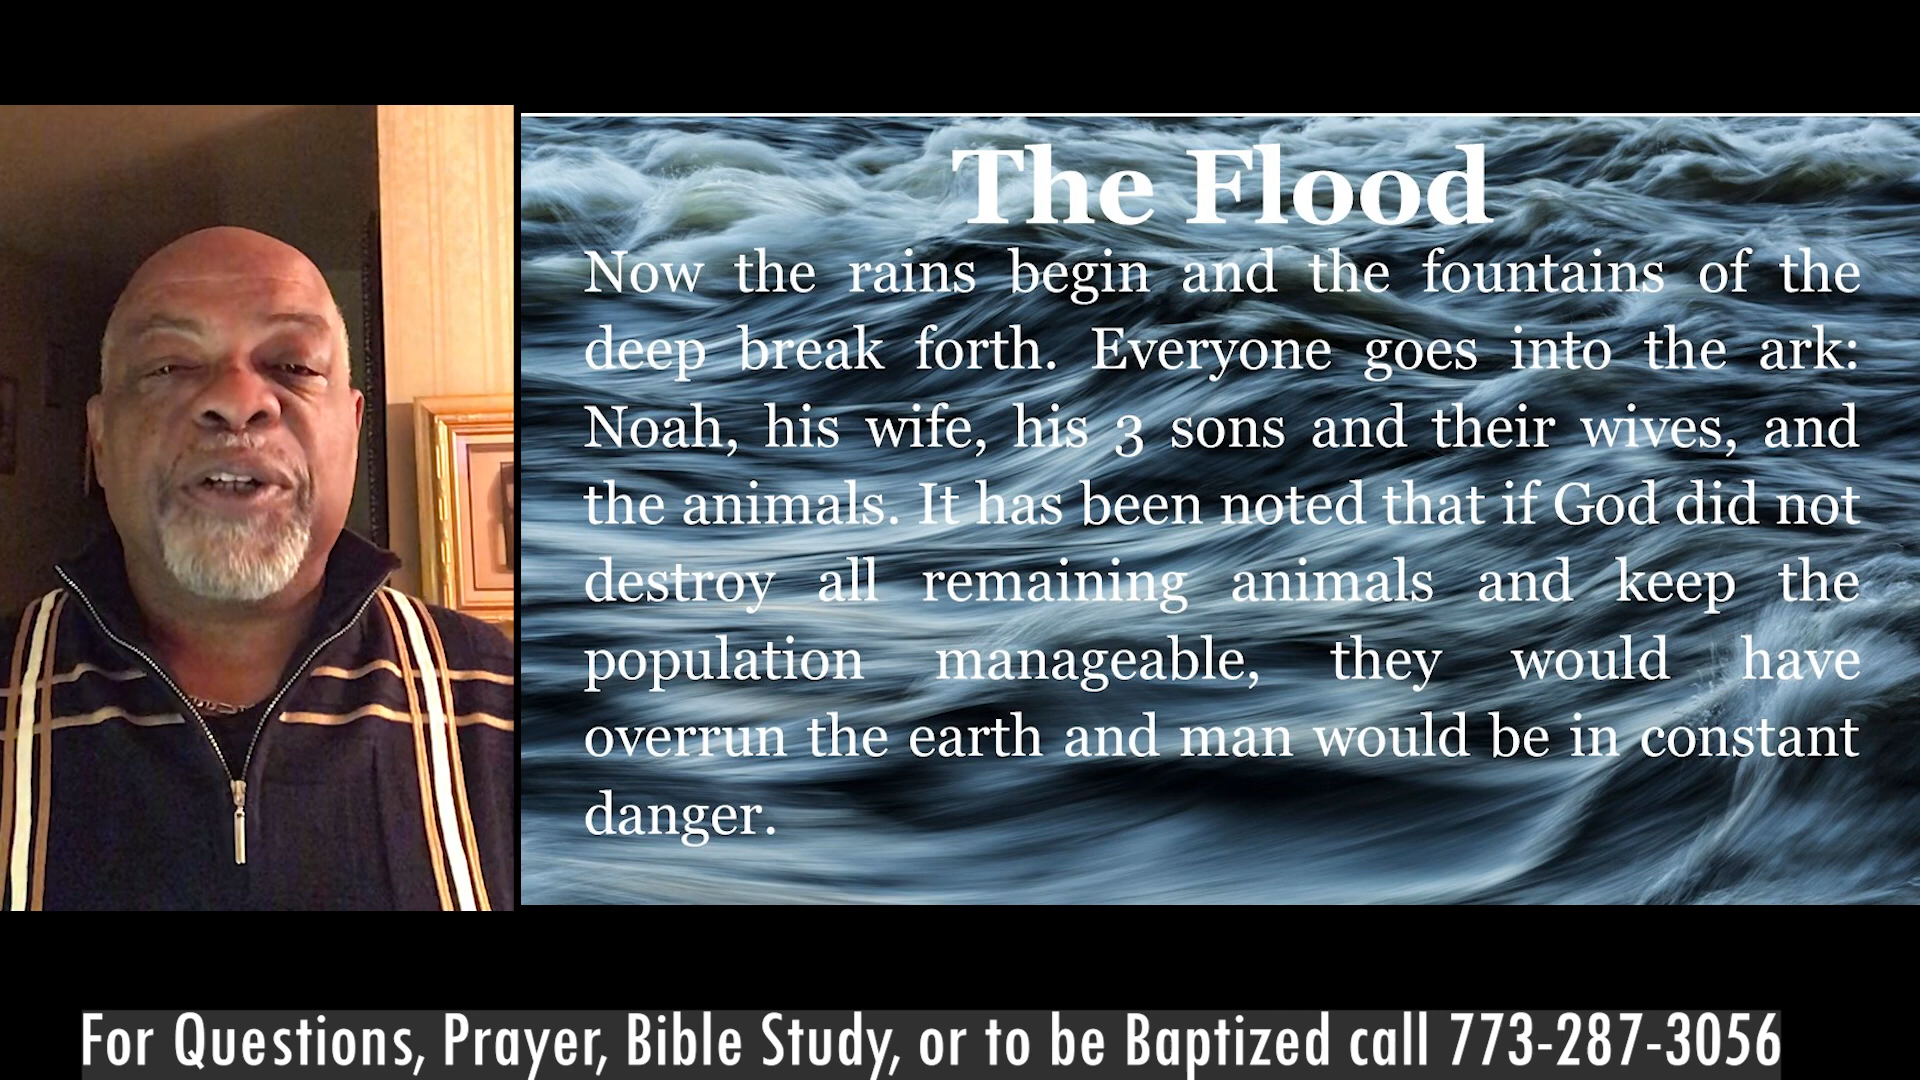 The Flood
Now the rains begin and the fountains of the
deep break forth. Everyone goes into the ark:
Noah, his wife, his 3 sons and their wives, and
the animals. It has been noted that if God did not
destroy all remaining animals and keep the
population manageable, they would have
overrun the earth and man would be in constant
danger.
For Questions, Prayer, Bible Study, or to be Baptized call 773-287-3056